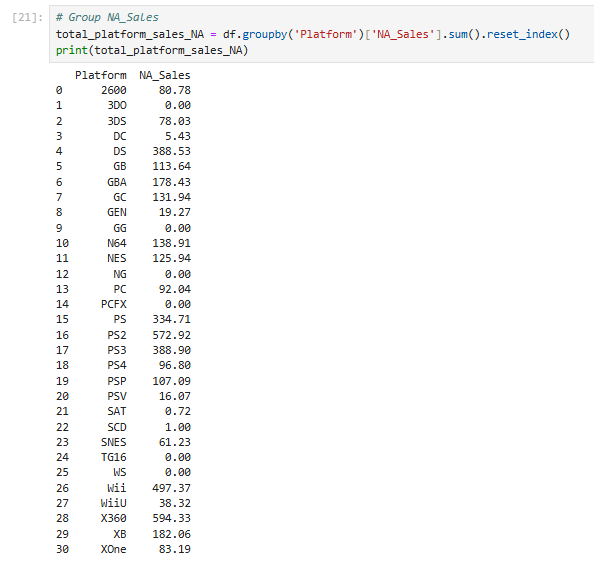 [21]: # Group NA_Sales
total_platform_sales_NA = df.groupby('Platform')['NA_Sales'].sum().reset_index()
print(total_platform_sales_NA)
Platform NA_Sales
0 2600 80.78
1 3DO 0.00
2 3DS 78.03
3 DC 5.43
4 DS 388.53
5 GB 113.64
6 GBA 178.43
7 GC 131.94
8 GEN 19.27
9 GG 0.00
10 N64 138.91
11 NES 125.94
12 NG 0.00
13 PC 92.04
14 PCFX 0.00
15 PS 334.71
16 PS2 572.92
17 PS3 388.90
18 PS4 96.80
19 PSP 107.09
20 PSV 16.07
21 SAT 0.72
22 SCD 1.00
23 SNES 61.23
24 TG16 0.00
25 WS 0.00
26 Wii 497.37
27 WiiU 38.32
28 X360 594.33
29 XB 182.06
30 XOne 83.19